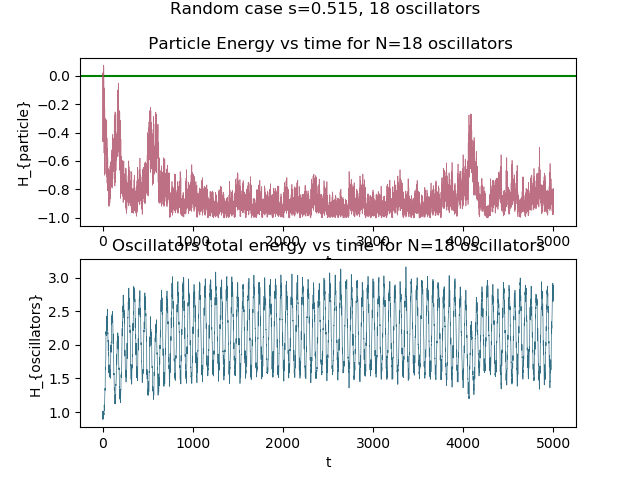 Random case s=0.515, 18 oscillators
Particle Energy vs time for N=18 oscillators
H_{particle}
0.0
−0.2
−0.4
−0.6
−0.8
−1.0
0 1000 2000 3000 4000 5000
t
Oscillators total energy vs time for N=18 oscillators
H_{oscillators}
3.0
2.5
2.0
1.5
1.0
0 1000 2000 3000 4000 5000
t